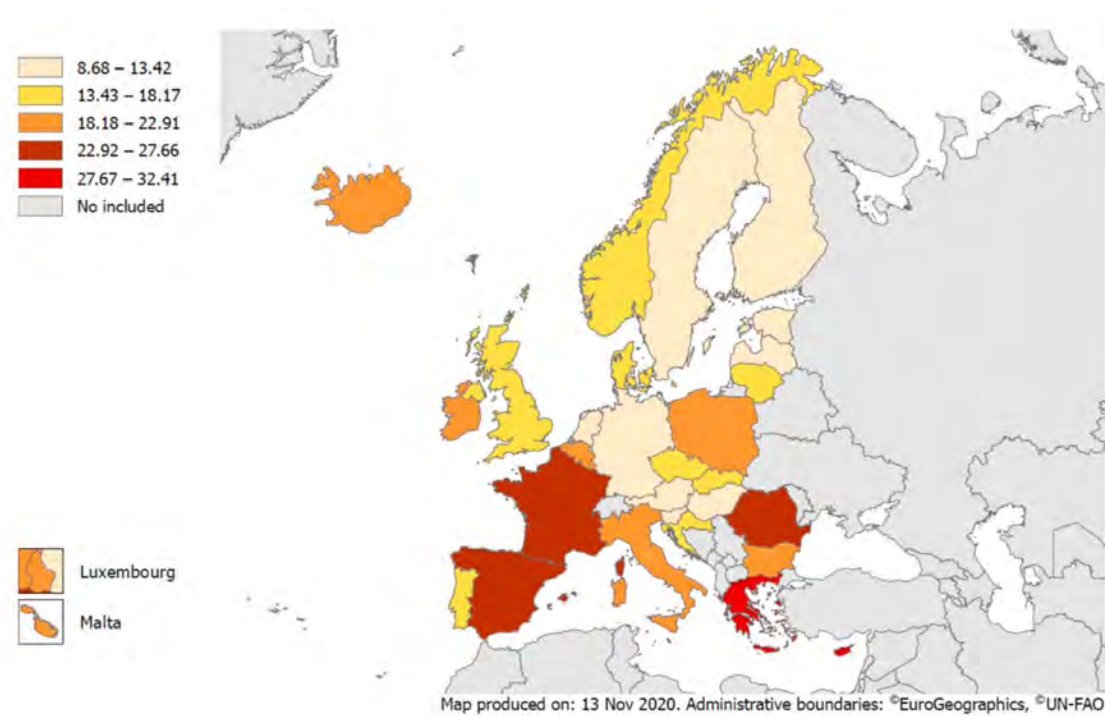 8.68 – 13.42
13.43 – 18.17
18.18 – 22.91
22.92 – 27.66
27.67 – 32.41
No included
Luxembourg
Malta
Map produced on: 13 Nov 2020. Administrative boundaries: ©EuroGeographics, ©UN-FAO